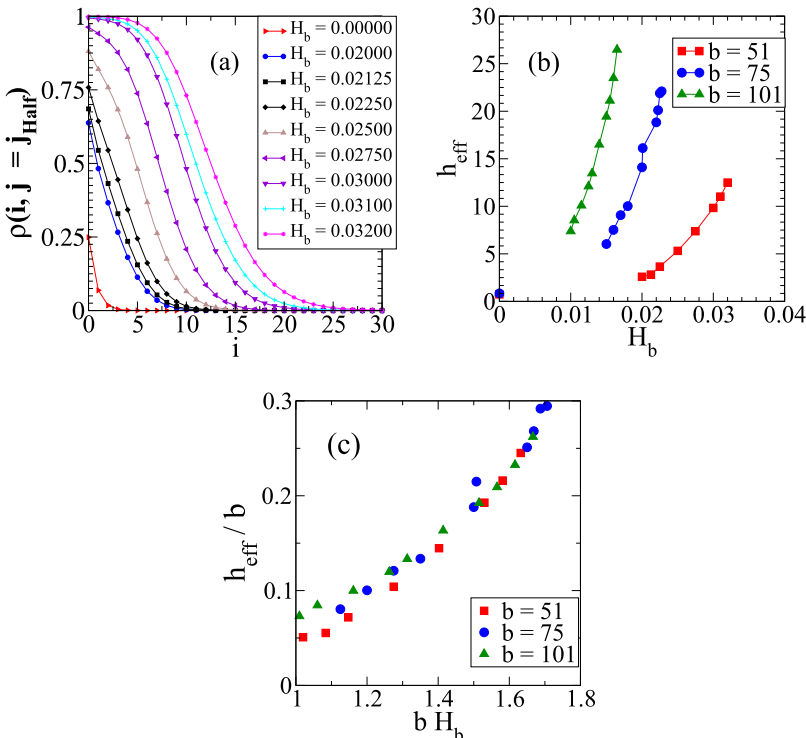 (a)
H_b = 0.00000
H_b = 0.02000
H_b = 0.02125
H_b = 0.02250
H_b = 0.02500
H_b = 0.02750
H_b = 0.03000
H_b = 0.03100
H_b = 0.03200
1
0.75
0.5
0.25
0
0 5 10 15 20 25 30
ρ(i, j = j_Half)
i
(b)
b = 51
b = 75
b = 101
30
25
20
15
10
5
0
0 0.01 0.02 0.03 0.04
h_eff
H_b
(c)
b = 51
b = 75
b = 101
0.3
0.2
0.1
0
1 1.2 1.4 1.6 1.8
h_eff / b
b H_b